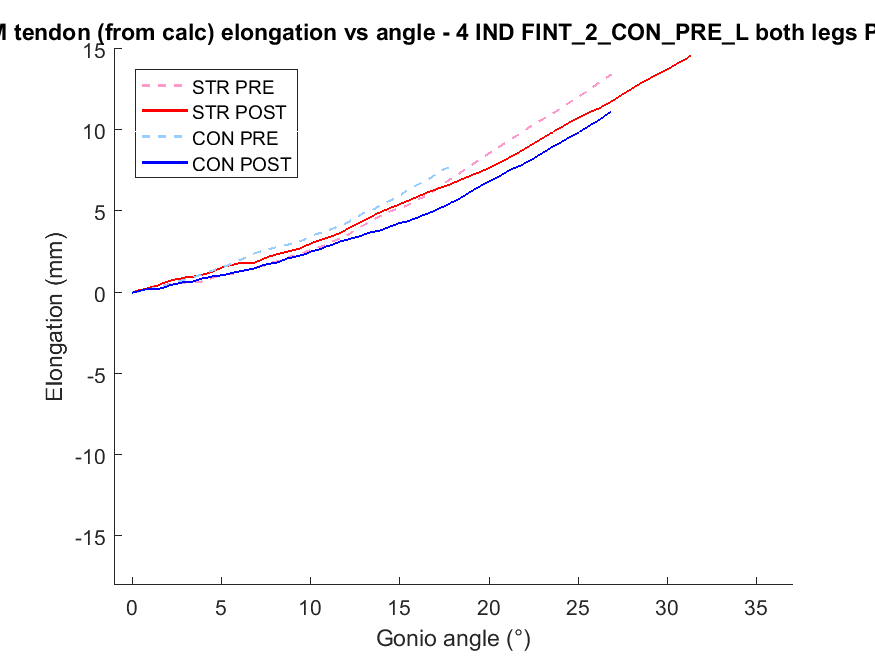 M tendon (from calc) elongation vs angle - 4 IND FINT_2_CON_PRE_L both legs P
STR PRE
STR POST
CON PRE
CON POST
15
10
5
0
-5
-10
-15
Elongation (mm)
0 5 10 15 20 25 30 35
Gonio angle (°)